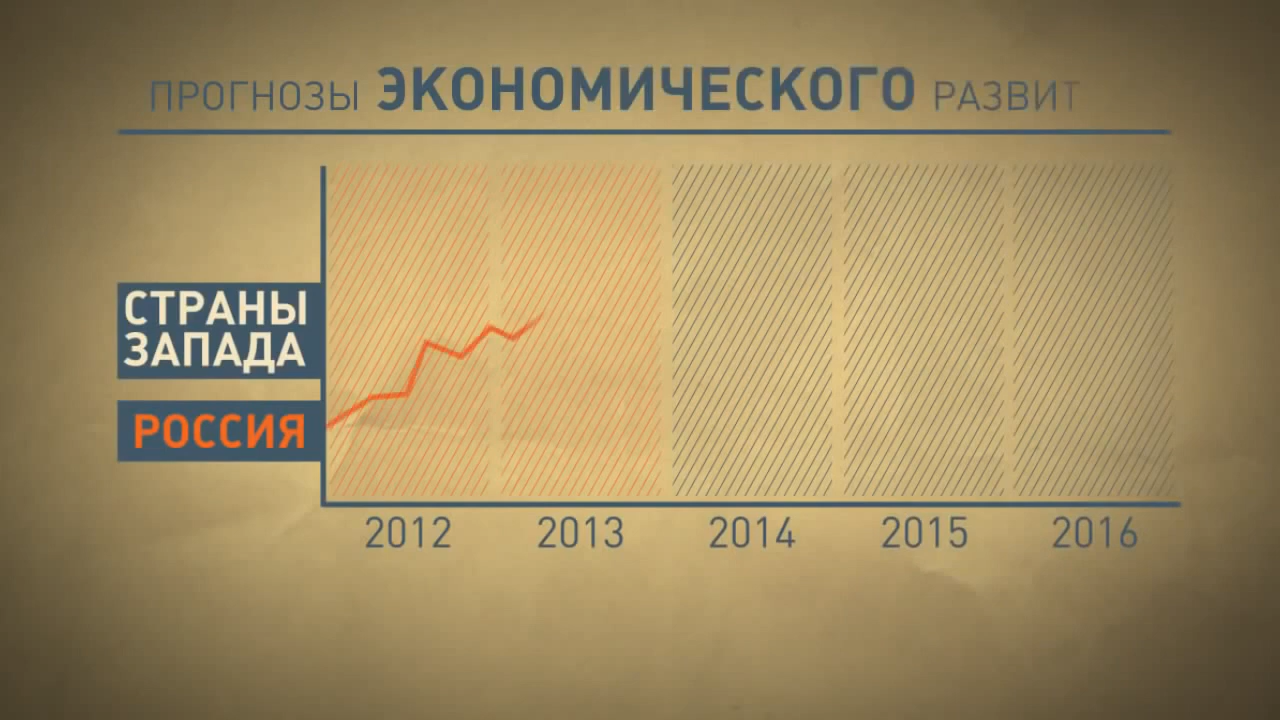 ПРОГНОЗЫ ЭКОНОМИЧЕСКОГО РАЗВИТ
СТРАНЫ
ЗАПАДА
РОССИЯ
2012 2013 2014 2015 2016